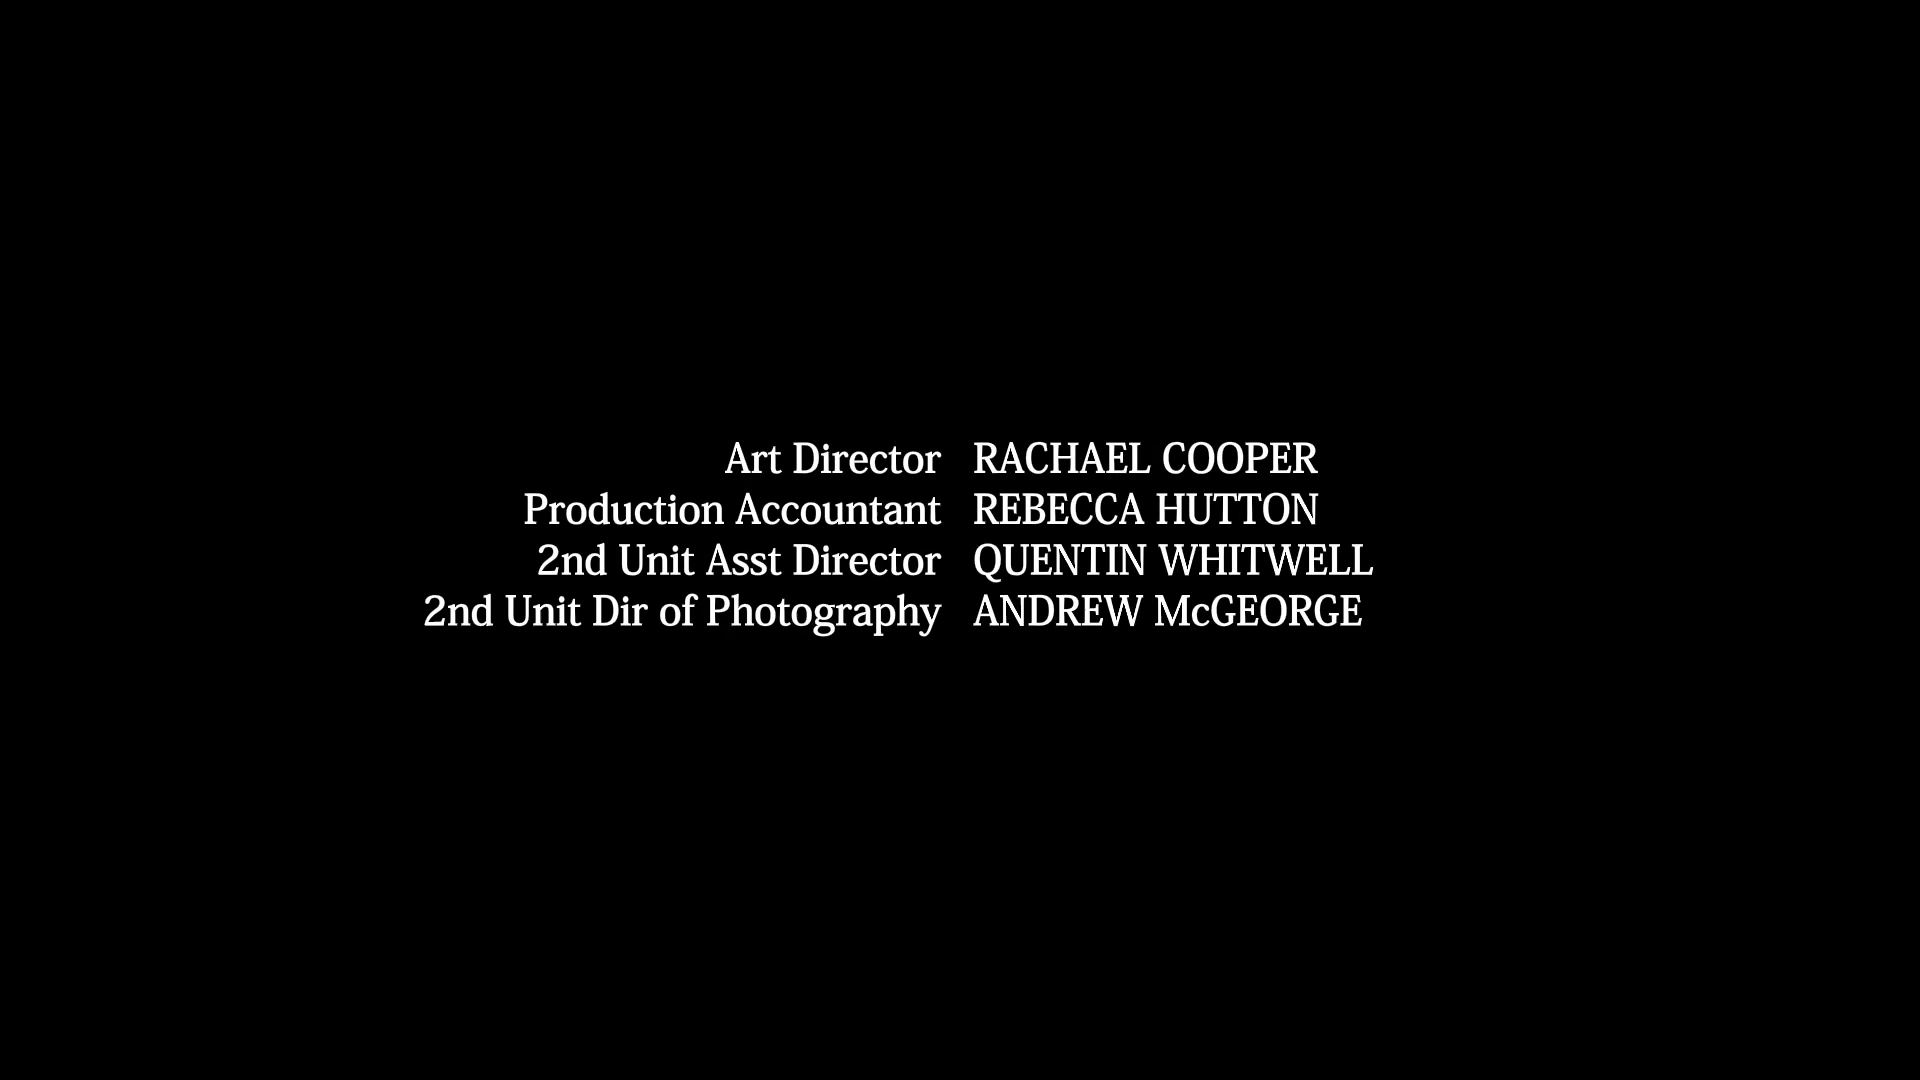 Art Director RACHAEL COOPER
Production Accountant REBECCA HUTTON
2nd Unit Asst Director QUENTIN WHITWELL
2nd Unit Dir of Photography ANDREW McGEORGE